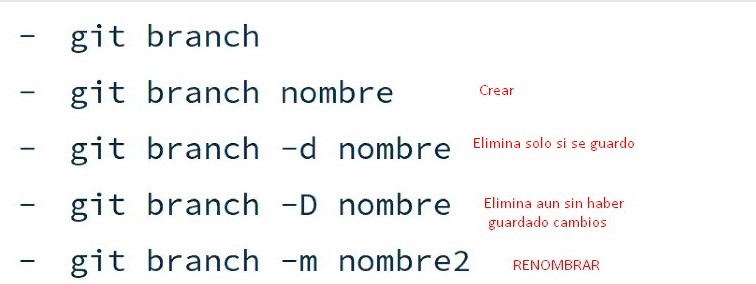 - git branch
- git branch nombre Crear
- git branch -d nombre Elimina solo si se guardo
- git branch -D nombre Elimina aun sin haber
guardado cambios
- git branch -m nombre2 RENOMBRAR